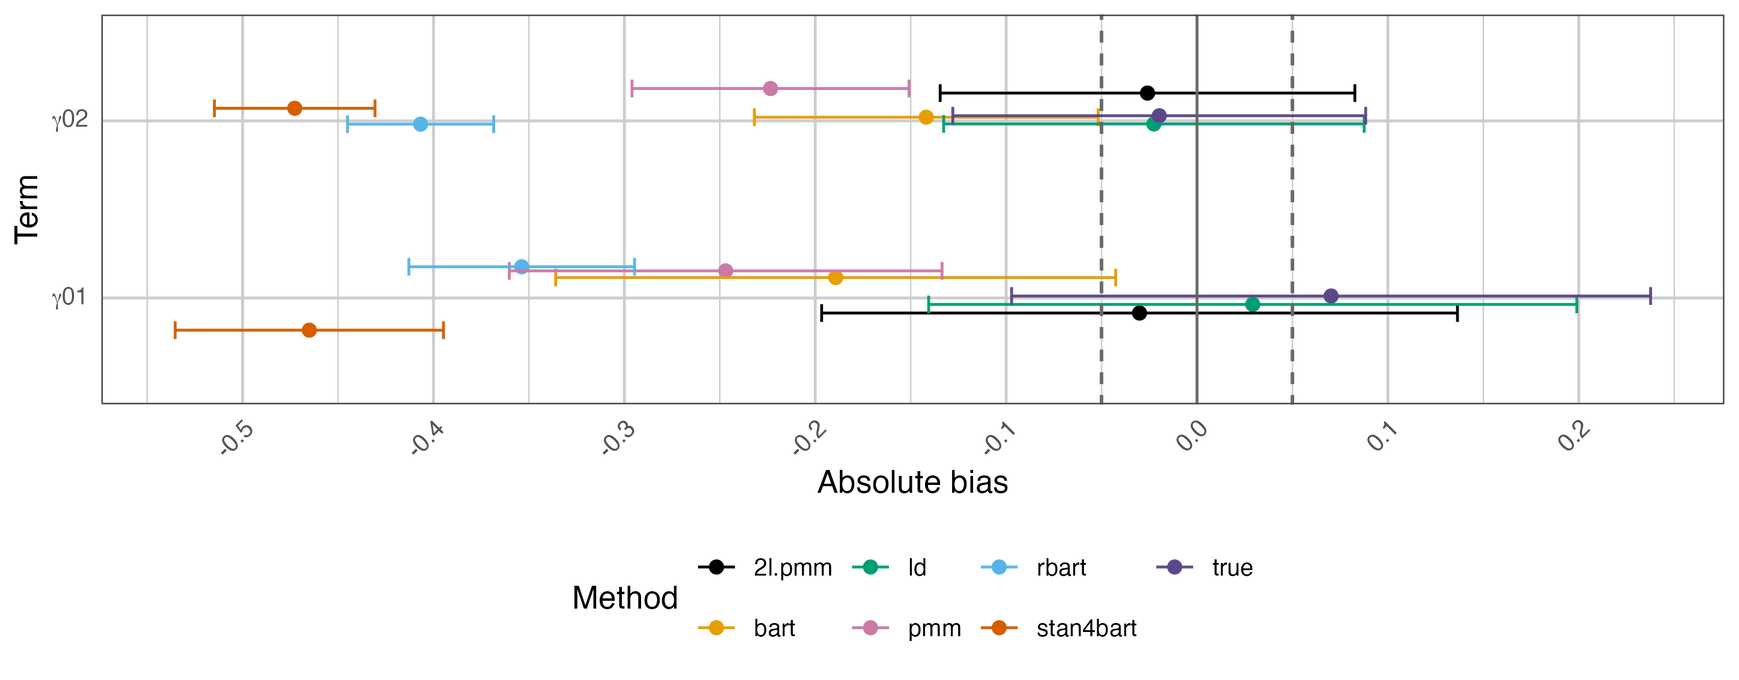 γ02
γ01
Term
-0.5 -0.4 -0.3 -0.2 -0.1 0.0 0.1 0.2
Absolute bias
Method
2l.pmm ld rbart true
bart pmm stan4bart